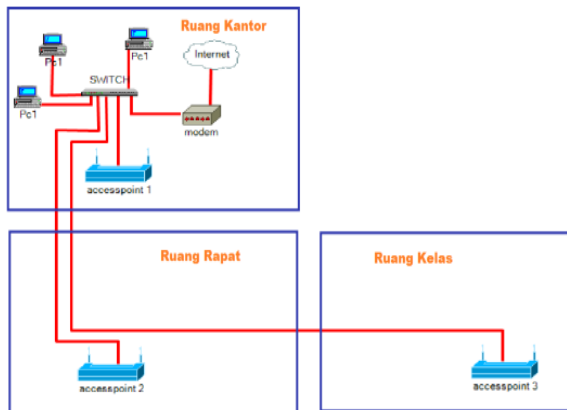 Ruang Kantor
Pc1
Pc1
Internet
SWITCH
Pc1
modem
accesspoint 1
Ruang Rapat
Ruang Kelas
accesspoint 2
accesspoint 3